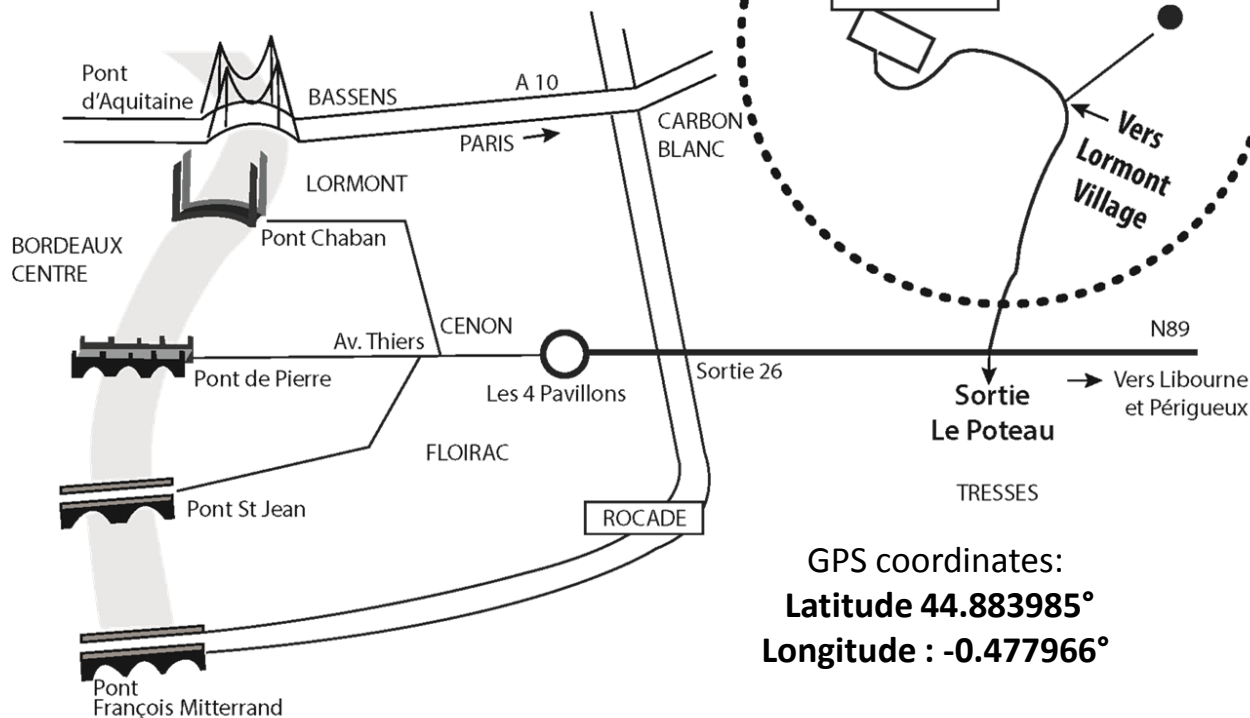 Pont
d'Aquitaine
BASSENS
A 10
PARIS
CARBON
BLANC
Vers
Lormont
Village
LORMONT
Pont Chaban
BORDEAUX
CENTRE
Av. Thiers
CENON
N89
Pont de Pierre
Les 4 Pavillons
Sortie 26
Sortie
Le Poteau
Vers Libourne
et Périgueux
FLOIRAC
TRESSES
Pont St Jean
ROCADE
GPS coordinates:
Latitude 44.883985°
Longitude : -0.477966°
Pont
François Mitterrand